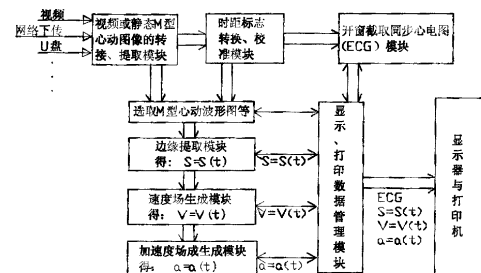 视频
网络下传
U盘
视频或静态M型
心动图像的转
接、提取模块
时距标志
转换、校
准模块
开窗截取同步心电图
(ECG)模块
选取M型心动波形图等
边缘提取模块
得: S=S(t)
S=S(t)
速度场生成模块
得: V=V(t)
V=V(t)
加速度场成生成模块
得: a=a(t)
a=a(t)
显示、打印数据管理模块
ECG
S=S(t)
V=V(t)
a=a(t)
显示器与打印机